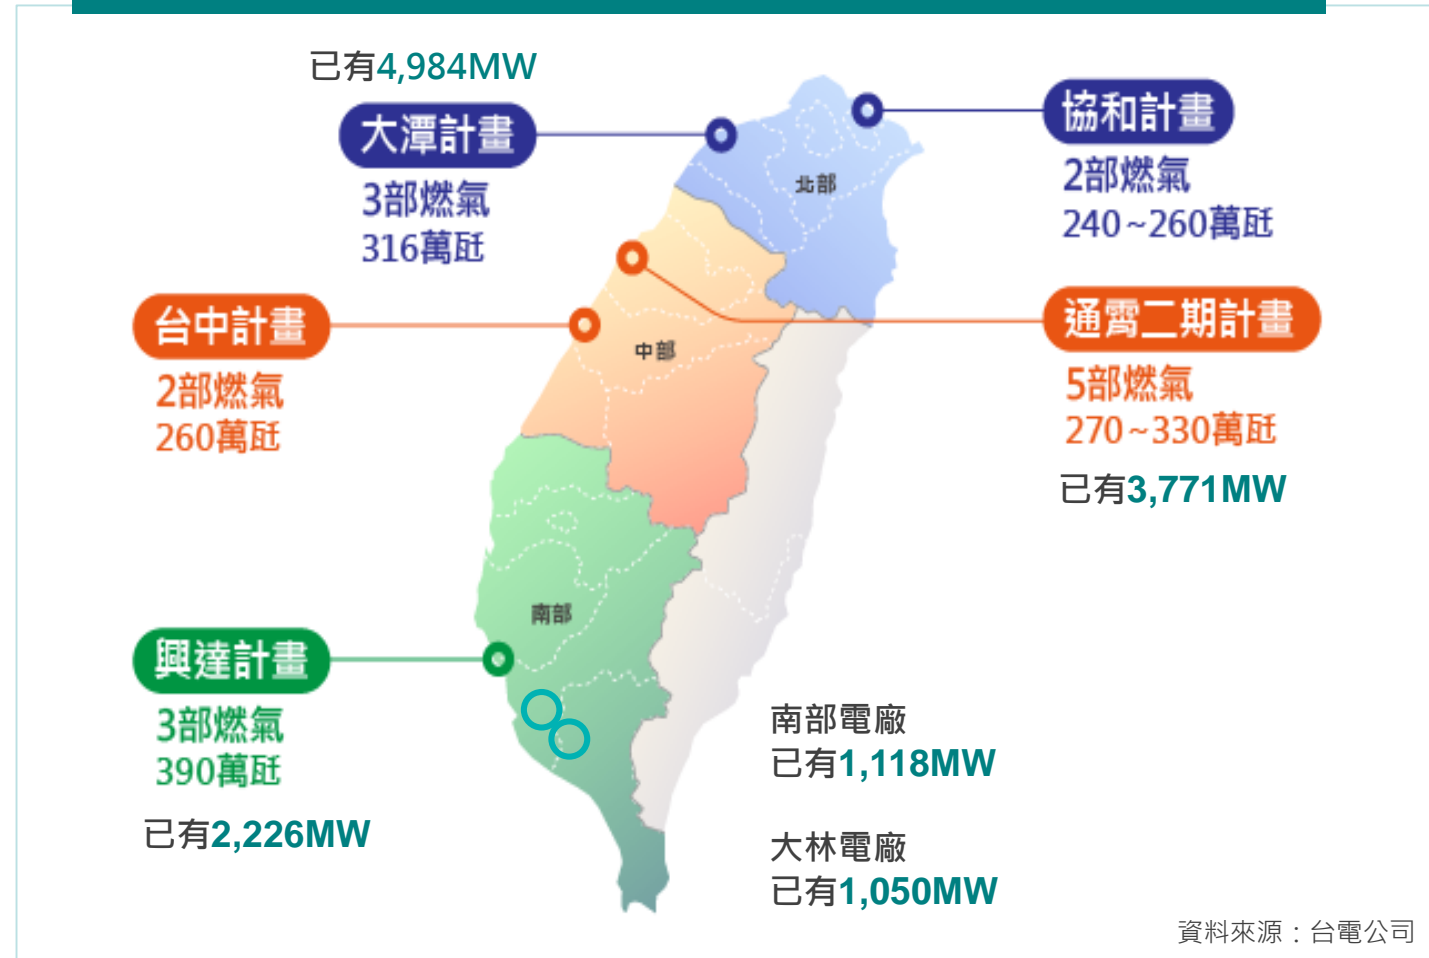 已有4,984MW
大潭計畫
3部燃氣
316萬瓩
協和計畫
2部燃氣
240~260萬瓩
北部
台中計畫
2部燃氣
260萬瓩
中部
通霄二期計畫
5部燃氣
270~330萬瓩
已有3,771MW
南部
興達計畫
3部燃氣
390萬瓩
已有2,226MW
南部電廠
已有1,118MW
大林電廠
已有1,050MW
資料來源：台電公司